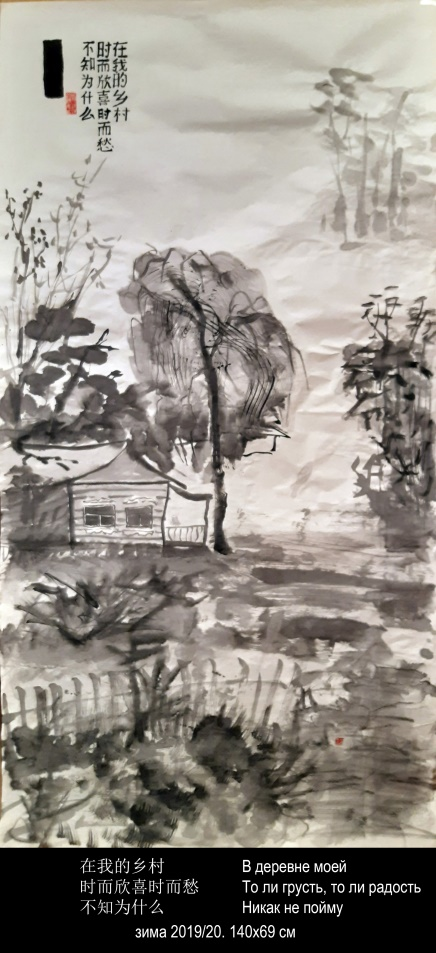 在我的乡村
时而欣喜时而愁
不知为什么
在我的乡村
时而欣喜时而愁
不知为什么
В деревне моей
То ли грусть, то ли радость
Никак не пойму
зима 2019/20. 140x69 см